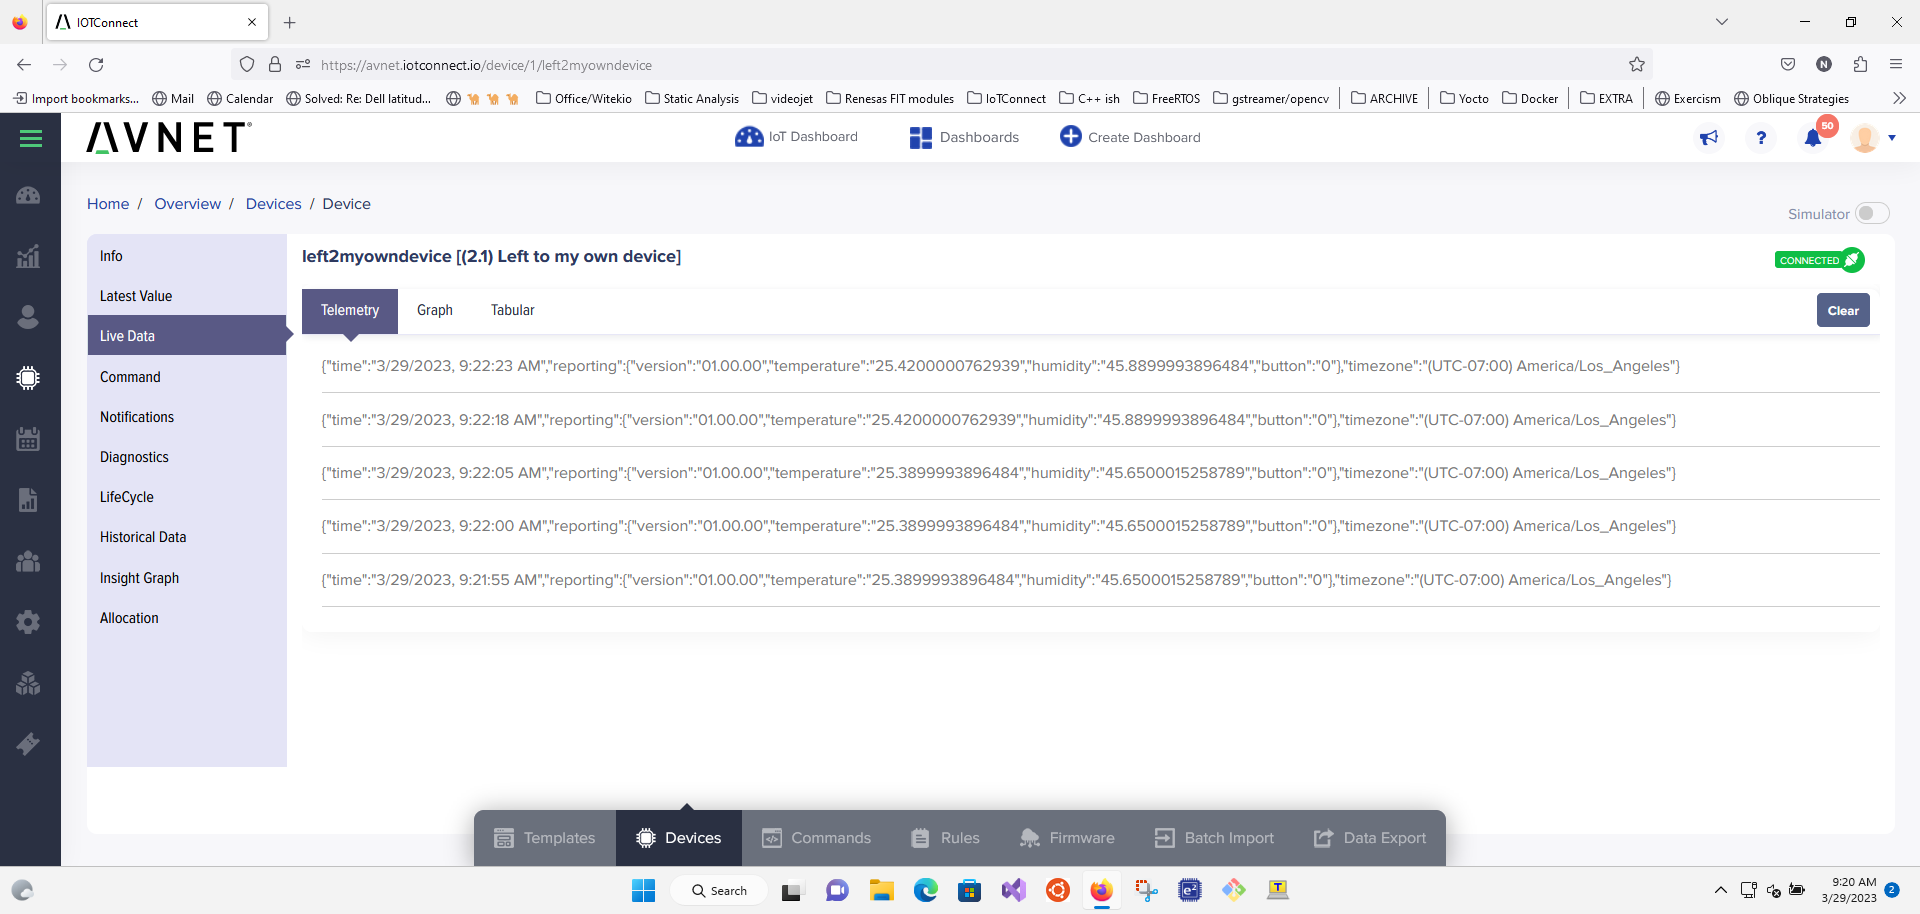 IOTConnect
https://avnet.iotconnect.io/device/1/left2myowndevice
N
Import bookmarks... Mail Calendar Solved: Re: Dell latitud... Office/Witekio Static Analysis videojet Renesas FIT modules IoTConnect C++ ish FreeRTOS gstreamer/opencv ARCHIVE Yocto Docker EXTRA Exercism Oblique Strategies
AVNET® IoT Dashboard Dashboards Create Dashboard ? 50
Home / Overview / Devices / Device
Simulator
Info
Latest Value
Live Data
Command
Notifications
Diagnostics
LifeCycle
Historical Data
Insight Graph
Allocation
left2myowndevice [(2.1) Left to my own device]
CONNECTED
Telemetry Graph Tabular
Clear
{"time":"3/29/2023, 9:22:23 AM","reporting":{"version":"01.00.00","temperature":"25.4200000762939","humidity":"45.8899993896484","button":"0"},"timezone":"(UTC-07:00) America/Los_Angeles"}
{"time":"3/29/2023, 9:22:18 AM","reporting":{"version":"01.00.00","temperature":"25.4200000762939","humidity":"45.8899993896484","button":"0"},"timezone":"(UTC-07:00) America/Los_Angeles"}
{"time":"3/29/2023, 9:22:05 AM","reporting":{"version":"01.00.00","temperature":"25.3899993896484","humidity":"45.6500015258789","button":"0"},"timezone":"(UTC-07:00) America/Los_Angeles"}
{"time":"3/29/2023, 9:22:00 AM","reporting":{"version":"01.00.00","temperature":"25.3899993896484","humidity":"45.6500015258789","button":"0"},"timezone":"(UTC-07:00) America/Los_Angeles"}
{"time":"3/29/2023, 9:21:55 AM","reporting":{"version":"01.00.00","temperature":"25.3899993896484","humidity":"45.6500015258789","button":"0"},"timezone":"(UTC-07:00) America/Los_Angeles"}
Templates Devices Commands Rules Firmware Batch Import Data Export
Search
e²
T
9:20 AM
3/29/2023
2